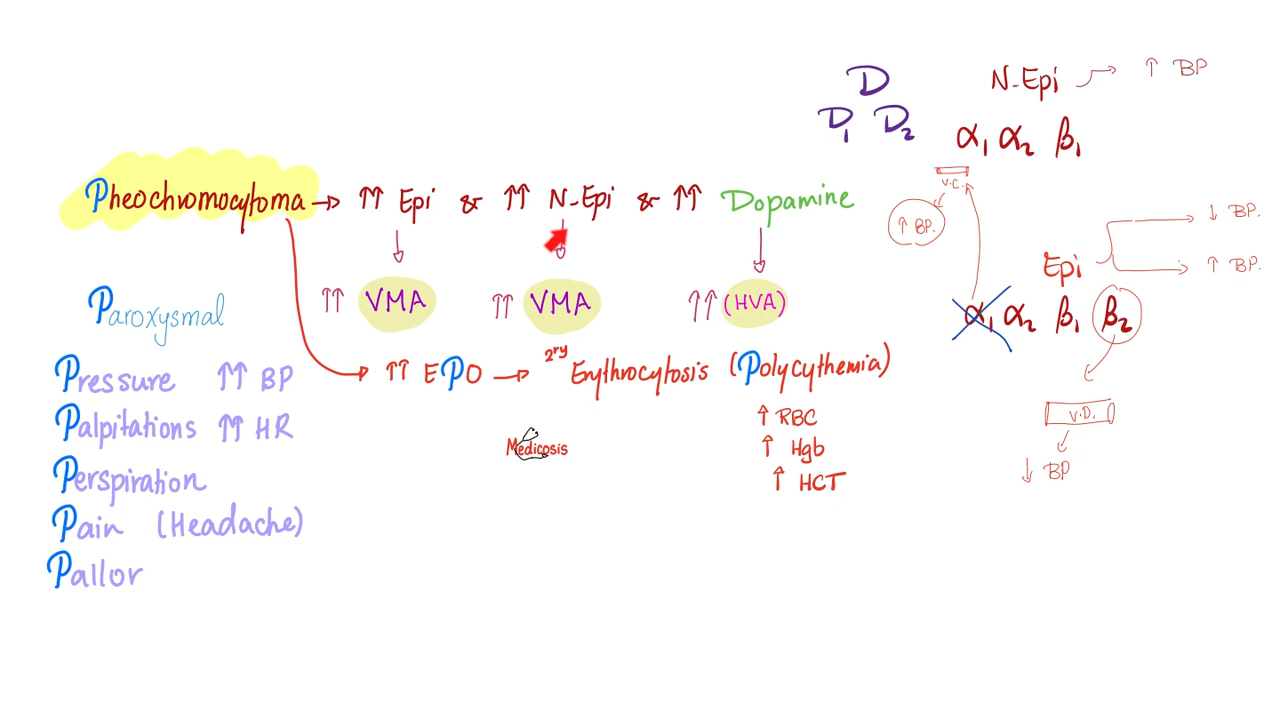 D
D₁ D₂
N-Epi → ↑ BP
α₁ α₂ β₁
V.C.
↑ BP.
Pheochromocytoma → ↑↑ Epi & ↑↑ N-Epi & ↑↑ Dopamine
↑↑ VMA ↑↑ VMA ↑↑ (HVA)
Epi
↓ BP.
↑ BP.
α₁ α₂ β₁ β₂
V.D.
↓ BP
Paroxysmal
Pressure ↑↑ BP
Palpitations ↑↑ HR
Perspiration
Pain (Headache)
Pallor
↑↑ EPO → 2ry Erythrocytosis (Polycythemia)
↑ RBC
↑ Hgb
↑ HCT
Medicosis